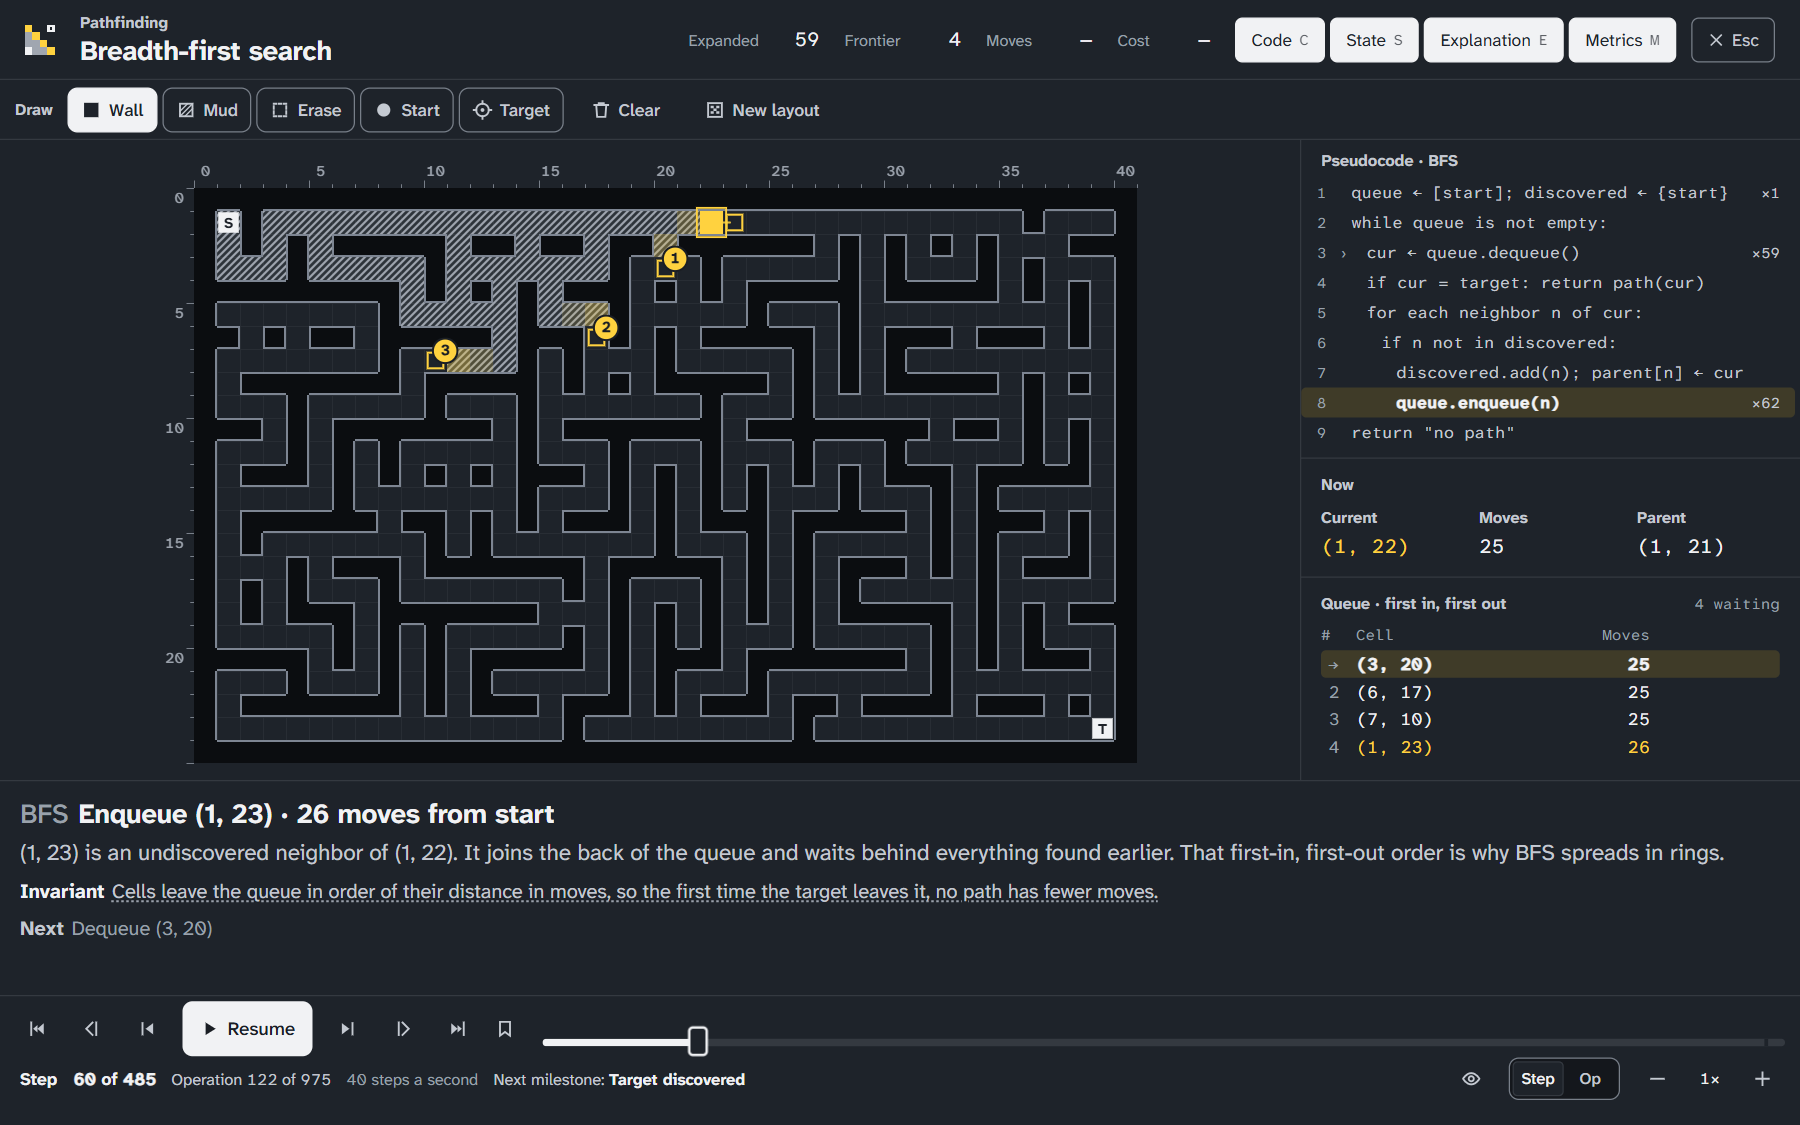 Pathfinding
Breadth-first search
Expanded 59 Frontier 4 Moves – Cost –
Code C State S Explanation E Metrics M Esc
Draw Wall Mud Erase Start Target Clear New layout
0 5 10 15 20 25 30 35 40
0
5
10
15
20
S
1
2
3
T
Pseudocode · BFS
1 queue ← [start]; discovered ← {start} ×1
2 while queue is not empty:
3 › cur ← queue.dequeue() ×59
4 if cur = target: return path(cur)
5 for each neighbor n of cur:
6 if n not in discovered:
7 discovered.add(n); parent[n] ← cur
8 queue.enqueue(n) ×62
9 return "no path"
Now
Current Moves Parent
(1, 22) 25 (1, 21)
Queue · first in, first out 4 waiting
# Cell Moves
→ (3, 20) 25
2 (6, 17) 25
3 (7, 10) 25
4 (1, 23) 26
BFS Enqueue (1, 23) · 26 moves from start
(1, 23) is an undiscovered neighbor of (1, 22). It joins the back of the queue and waits behind everything found earlier. That first-in, first-out order is why BFS spreads in rings.
Invariant Cells leave the queue in order of their distance in moves, so the first time the target leaves it, no path has fewer moves.
Next Dequeue (3, 20)
Resume
Step 60 of 485 Operation 122 of 975 40 steps a second Next milestone: Target discovered
Step Op − 1× +